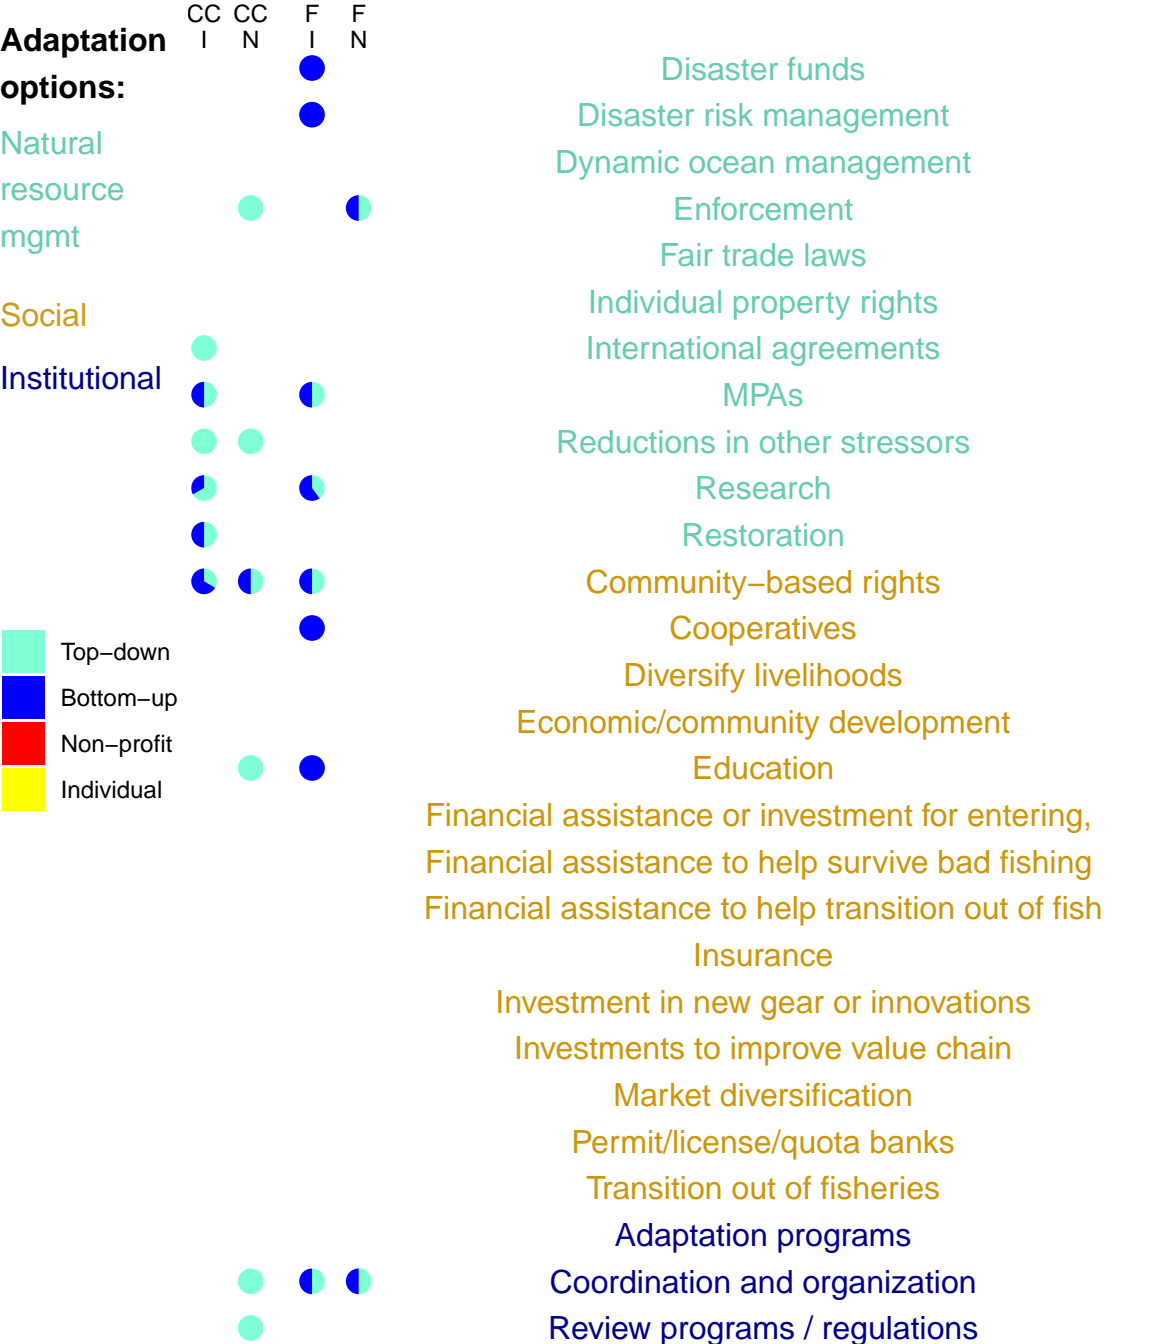 CC CC F F
I N I N
Adaptation
options:
Natural
resource
mgmt
Social
Institutional
Top−down
Bottom−up
Non−profit
Individual
Disaster funds
Disaster risk management
Dynamic ocean management
Enforcement
Fair trade laws
Individual property rights
International agreements
MPAs
Reductions in other stressors
Research
Restoration
Community−based rights
Cooperatives
Diversify livelihoods
Economic/community development
Education
Financial assistance or investment for entering,
Financial assistance to help survive bad fishing
Financial assistance to help transition out of fish
Insurance
Investment in new gear or innovations
Investments to improve value chain
Market diversification
Permit/license/quota banks
Transition out of fisheries
Adaptation programs
Coordination and organization
Review programs / regulations